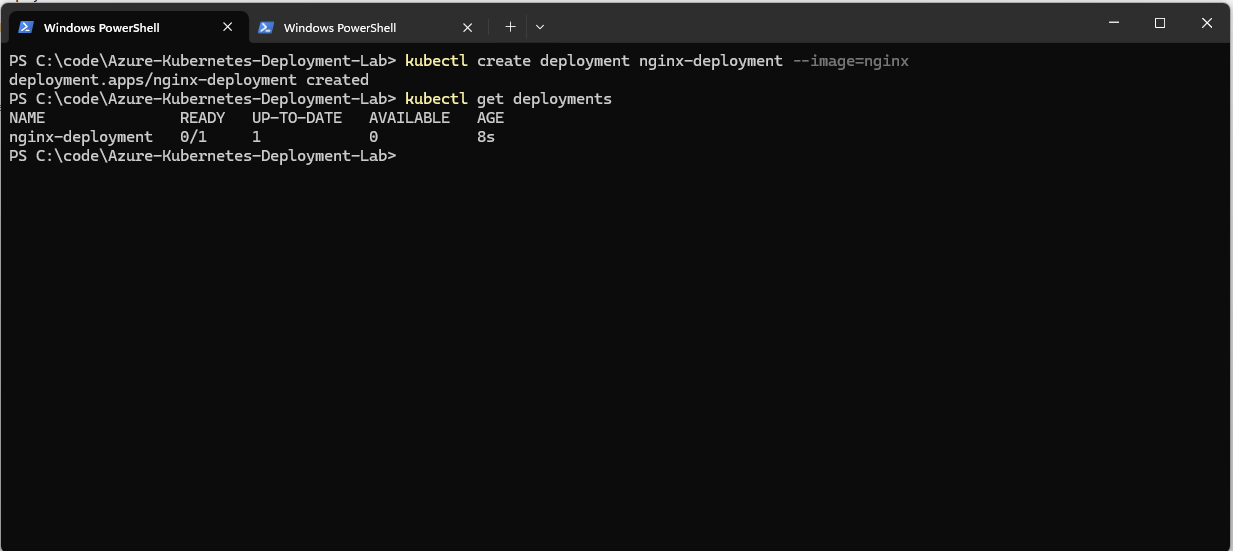 Windows PowerShell
Windows PowerShell
PS C:\code\Azure-Kubernetes-Deployment-Lab> kubectl create deployment nginx-deployment --image=nginx
deployment.apps/nginx-deployment created
PS C:\code\Azure-Kubernetes-Deployment-Lab> kubectl get deployments
NAME               READY   UP-TO-DATE   AVAILABLE   AGE
nginx-deployment   0/1     1            0           8s
PS C:\code\Azure-Kubernetes-Deployment-Lab>